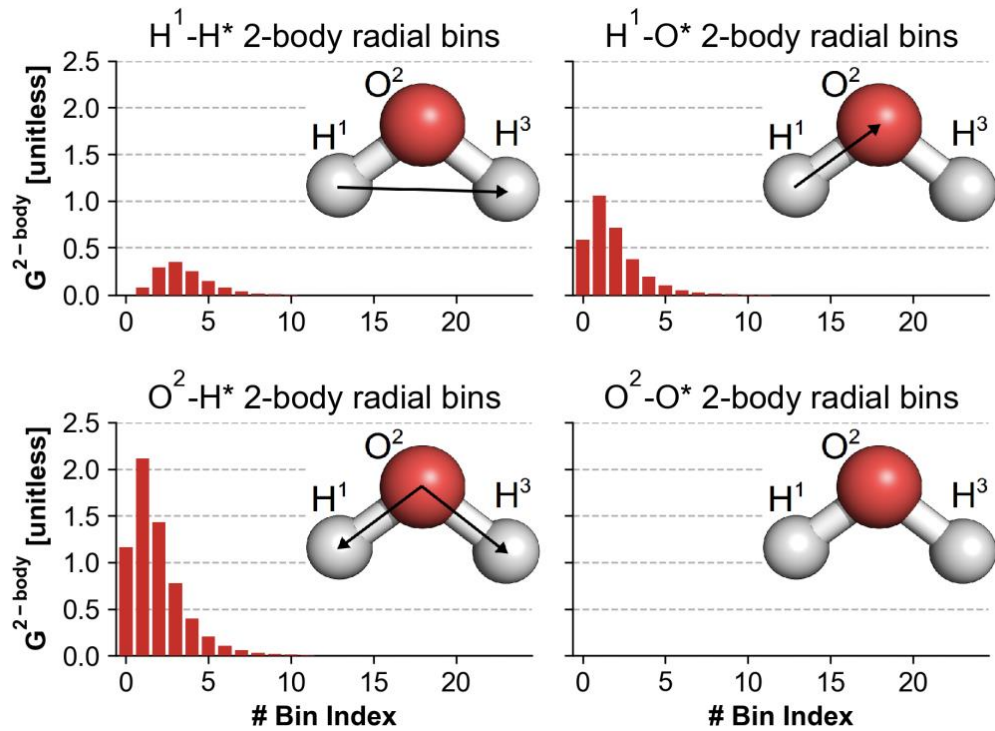 H¹-H* 2-body radial bins
G²⁻ᵇᵒᵈʸ [unitless]
2.5
2.0
1.5
1.0
0.5
0.0
0 5 10 15 20
O²
H¹ H³
H¹-O* 2-body radial bins
0 5 10 15 20
O²
H¹ H³
O²-H* 2-body radial bins
G²⁻ᵇᵒᵈʸ [unitless]
2.5
2.0
1.5
1.0
0.5
0.0
0 5 10 15 20
# Bin Index
O²
H¹ H³
O²-O* 2-body radial bins
0 5 10 15 20
# Bin Index
O²
H¹ H³